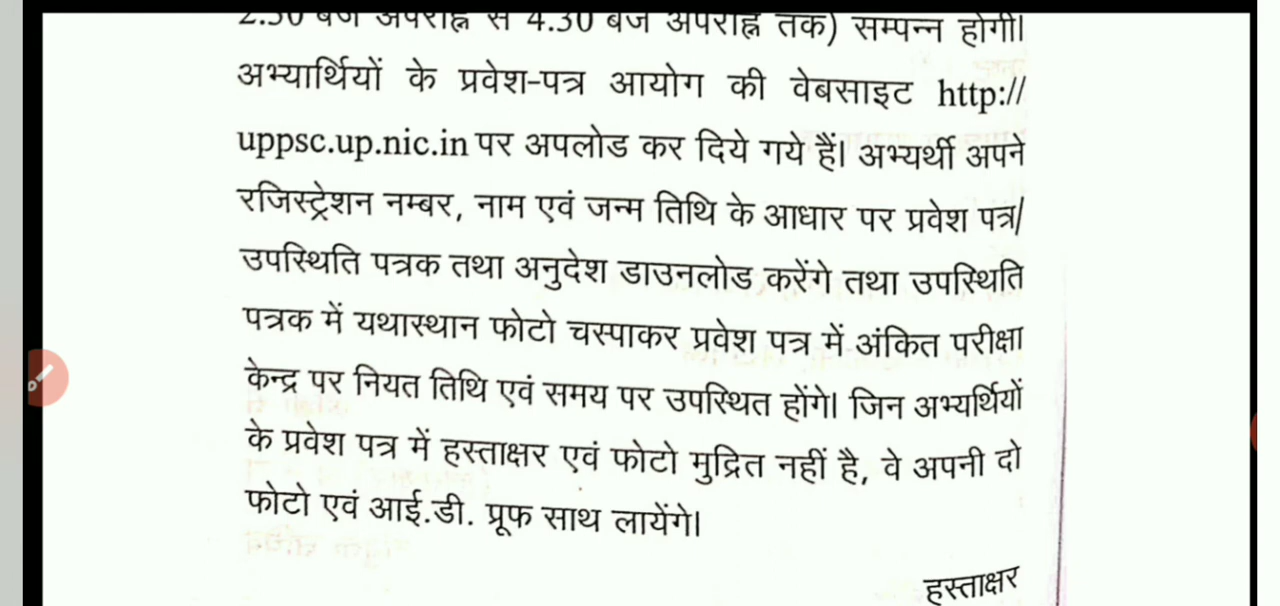 2.30 बजे अपराह्न से 4.30 बजे अपराह्न तक) सम्पन्न होगी।
अभ्यार्थियों के प्रवेश-पत्र आयोग की वेबसाइट http://
uppsc.up.nic.in पर अपलोड कर दिये गये हैं। अभ्यर्थी अपने
रजिस्ट्रेशन नम्बर, नाम एवं जन्म तिथि के आधार पर प्रवेश पत्र/
उपस्थिति पत्रक तथा अनुदेश डाउनलोड करेंगे तथा उपस्थिति
पत्रक में यथास्थान फोटो चस्पाकर प्रवेश पत्र में अंकित परीक्षा
केन्द्र पर नियत तिथि एवं समय पर उपस्थित होंगे। जिन अभ्यर्थियों
के प्रवेश पत्र में हस्ताक्षर एवं फोटो मुद्रित नहीं है, वे अपनी दो
फोटो एवं आई.डी. प्रूफ साथ लायेंगे।
हस्ताक्षर